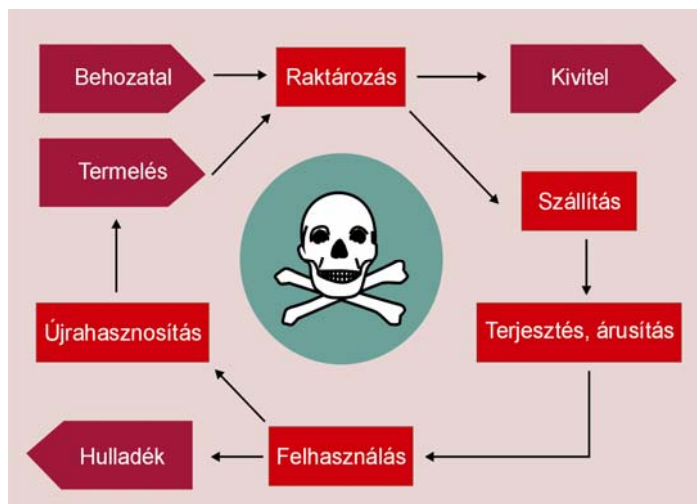 Behozatal
Raktározás
Kivitel
Termelés
Szállítás
Újrahasznosítás
Terjesztés, árusítás
Hulladék
Felhasználás